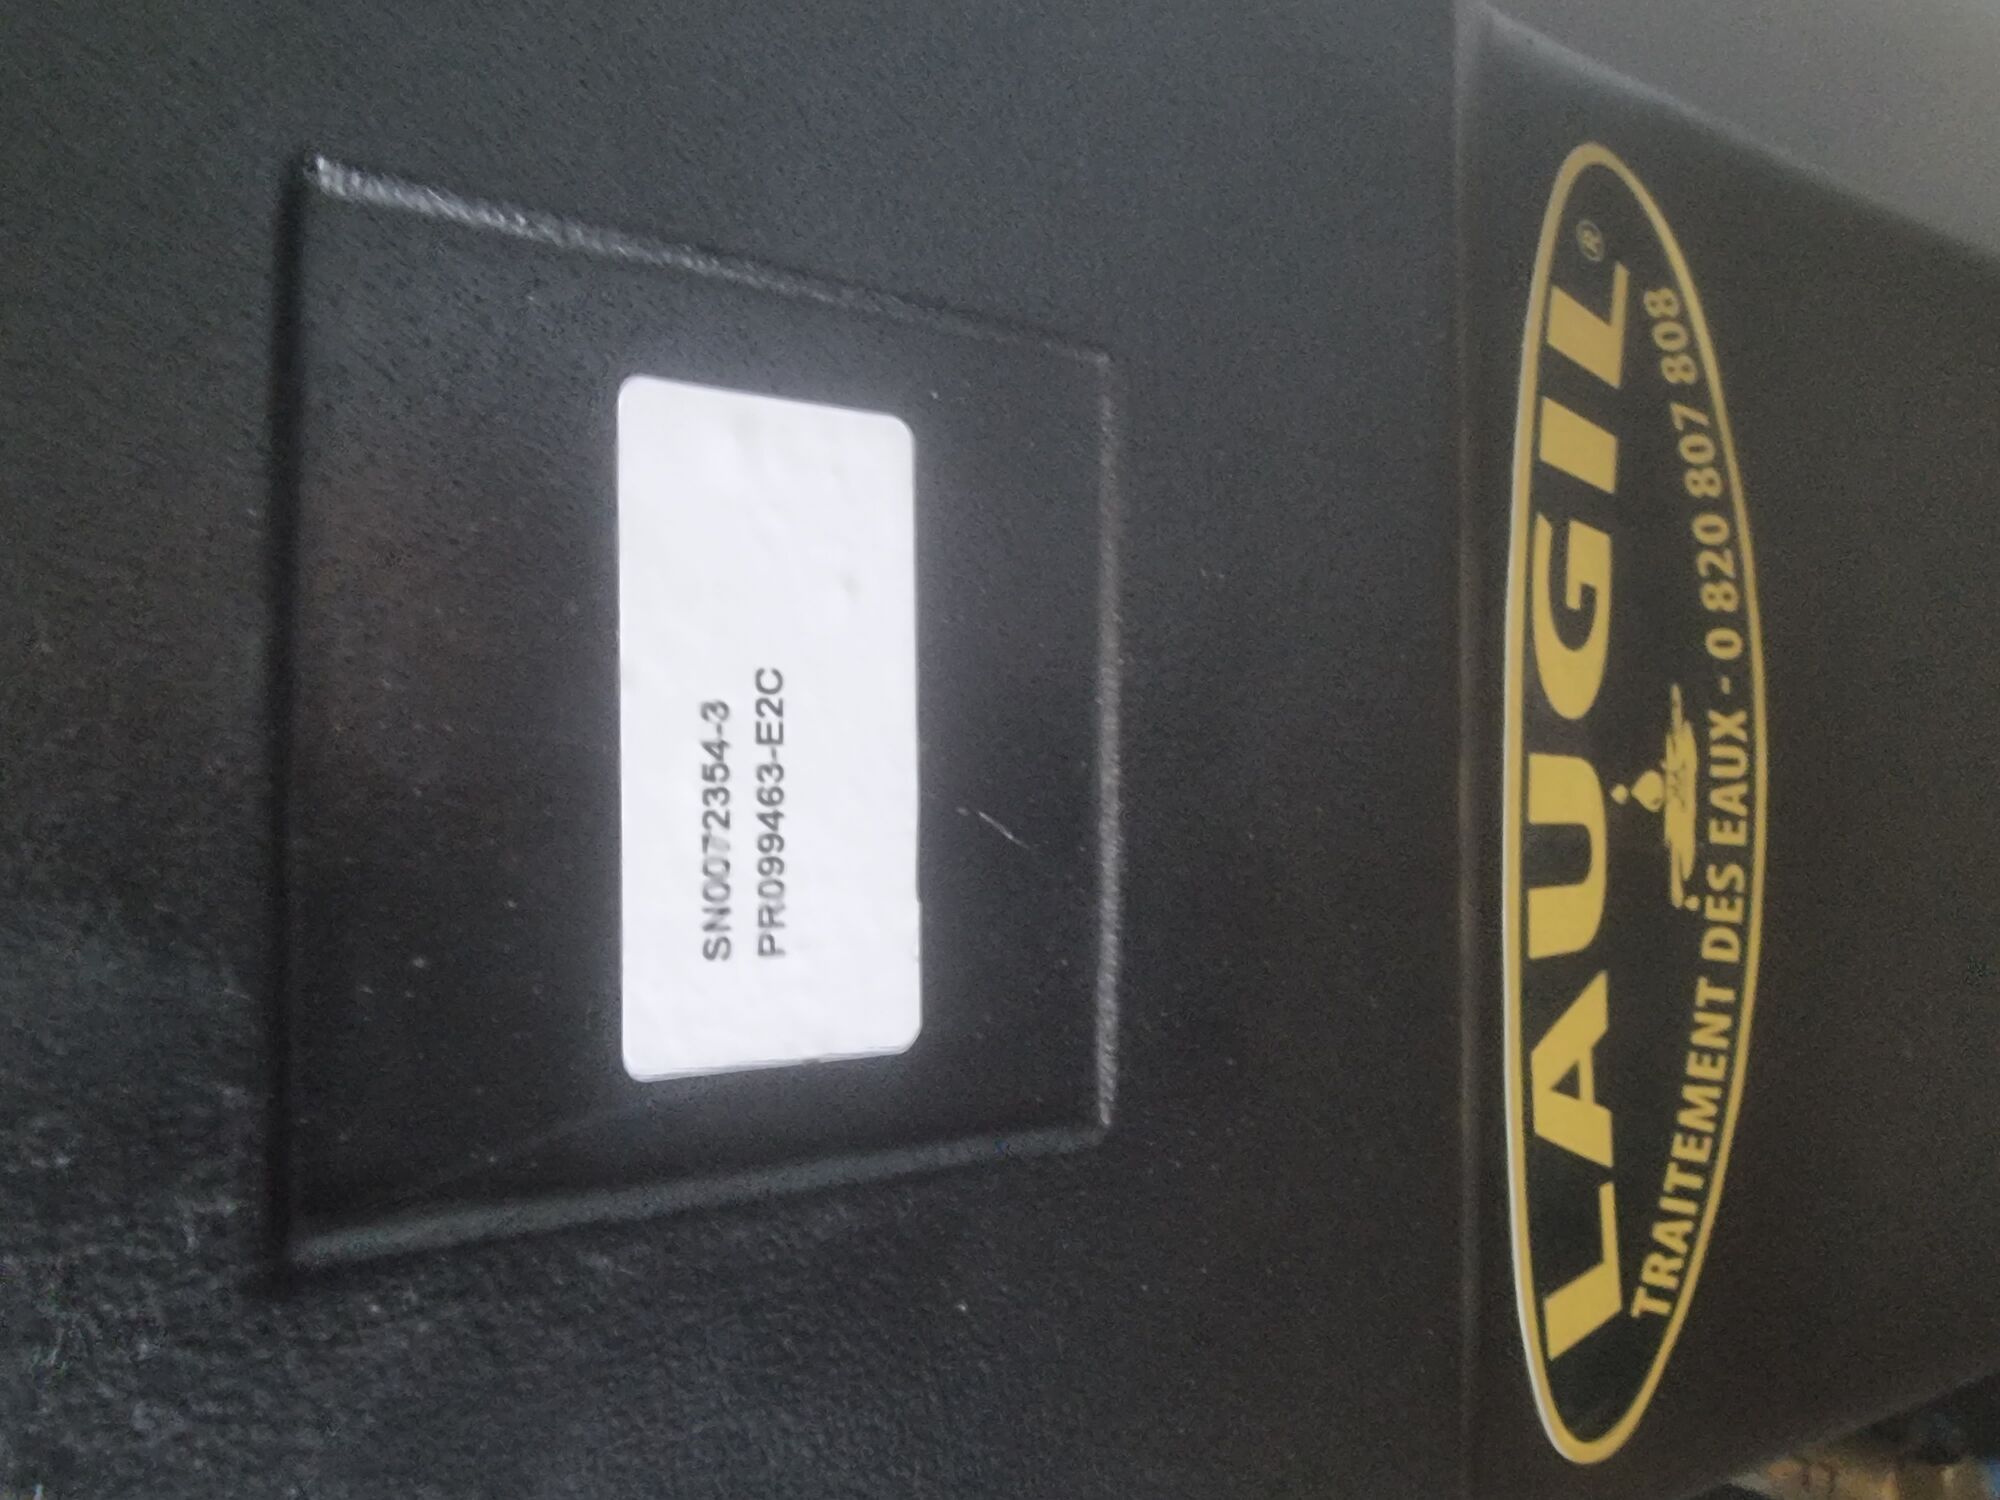 SN0072354-3
PR099463-E2C
LAUGIL®
TRAITEMENT DES EAUX - 0 820 807 808